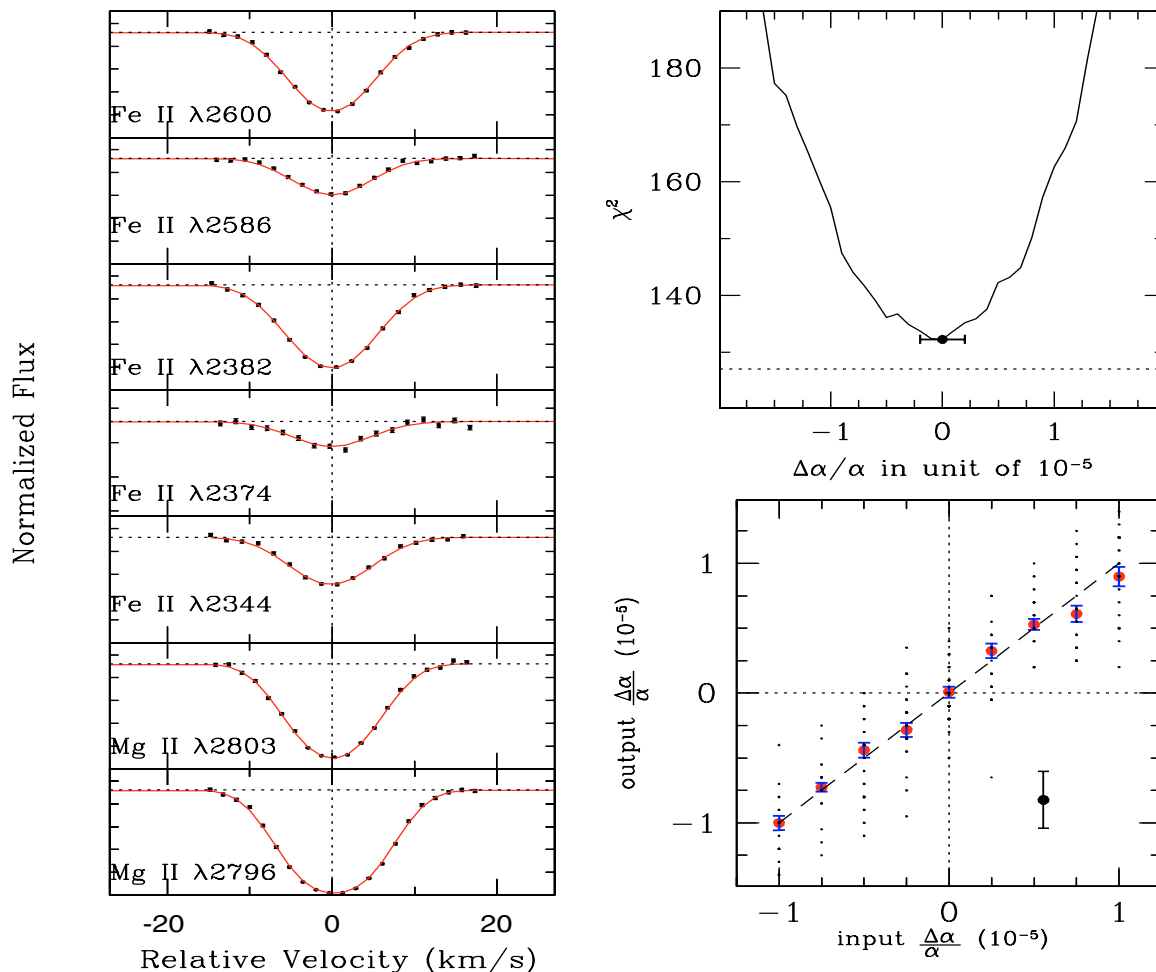 Normalized Flux
Fe II λ2600
Fe II λ2586
Fe II λ2382
Fe II λ2374
Fe II λ2344
Mg II λ2803
Mg II λ2796
-20
0
20
Relative Velocity (km/s)
180
160
140
χ²
−1
0
1
Δα/α in unit of 10⁻⁵
1
0
−1
output Δα/α (10⁻⁵)
−1
0
1
input Δα/α (10⁻⁵)